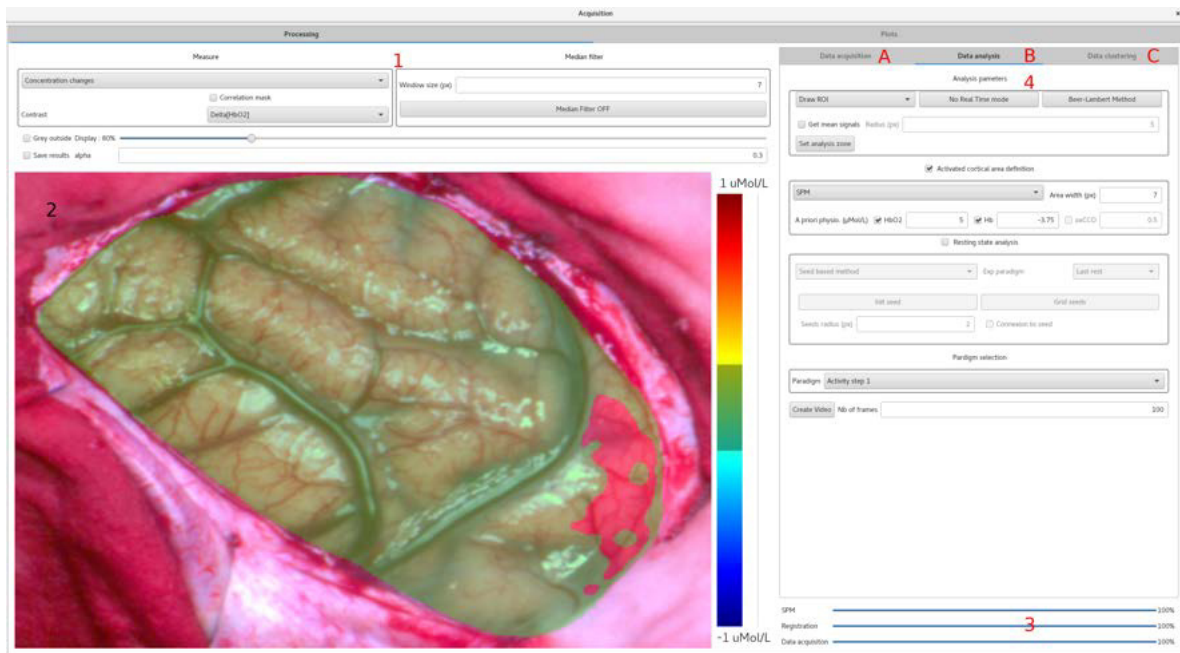 Acquisition
×
Processing
Plots
Measure
1
Median filter
Concentration changes
Correlation mask
Contrast
Delta[HbO2]
Window size (px)
7
Median Filter OFF
Grey outside Display : 60%
Save results alpha
0.3
2
1 uMol/L
-1 uMol/L
Data acquisition A
Data analysis B
Data clustering C
Analysis pameters
4
Draw ROI
No Real Time mode
Beer-Lambert Method
Get mean signals Radius (px)
5
Set analysis zone
Activated cortical area definition
SPM
Area width (px)
7
A priori physio. (µMol/L) HbO2 5 Hb -3.75 oxCCO 0.5
Resting state analysis
Seed based method
Exp paradigm
Last rest
Init seed
Grid seeds
Seeds radius (px)
2
Connexion to seed
Pardigm selection
Paradigm Activity step 1
Create Video Nb of frames
100
SPM
100%
Registration
3
100%
Data acquisition
100%